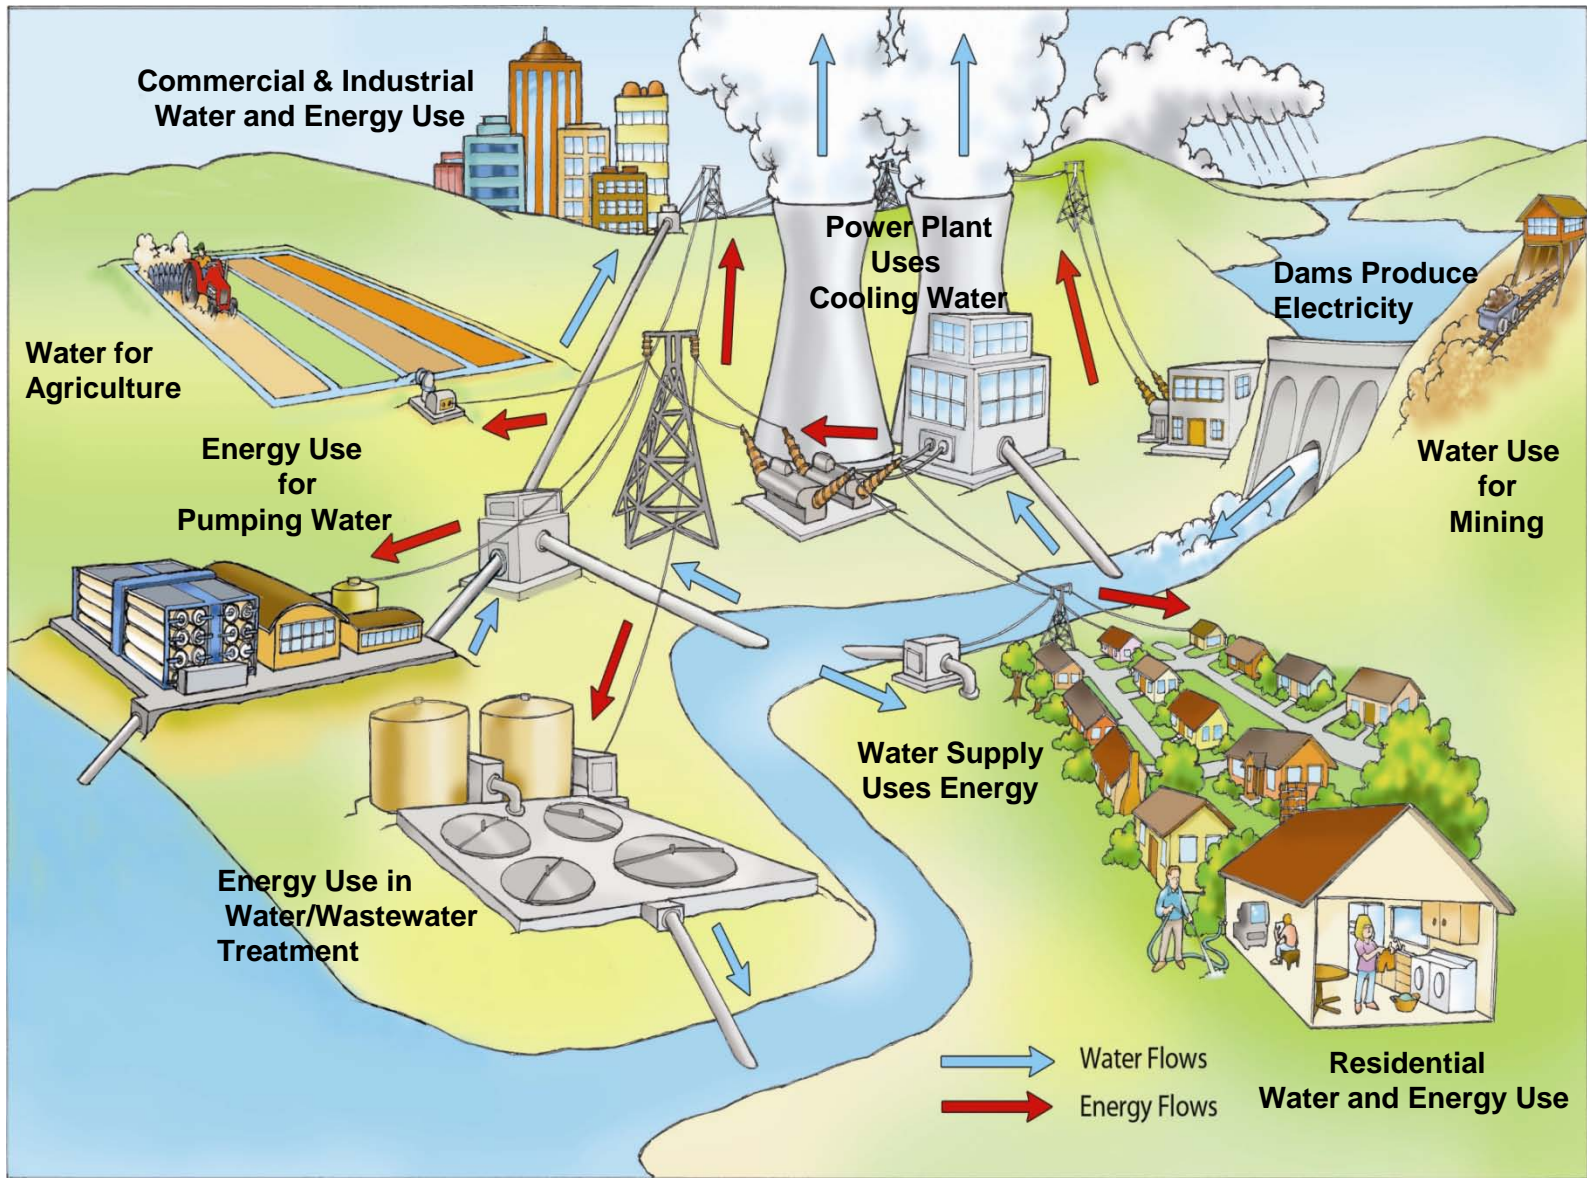 Commercial & Industrial
Water and Energy Use
Power Plant
Uses
Cooling Water
Dams Produce
Electricity
Water for
Agriculture
Energy Use
for
Pumping Water
Water Use
for
Mining
Water Supply
Uses Energy
Energy Use in
Water/Wastewater
Treatment
Water Flows
Energy Flows
Residential
Water and Energy Use